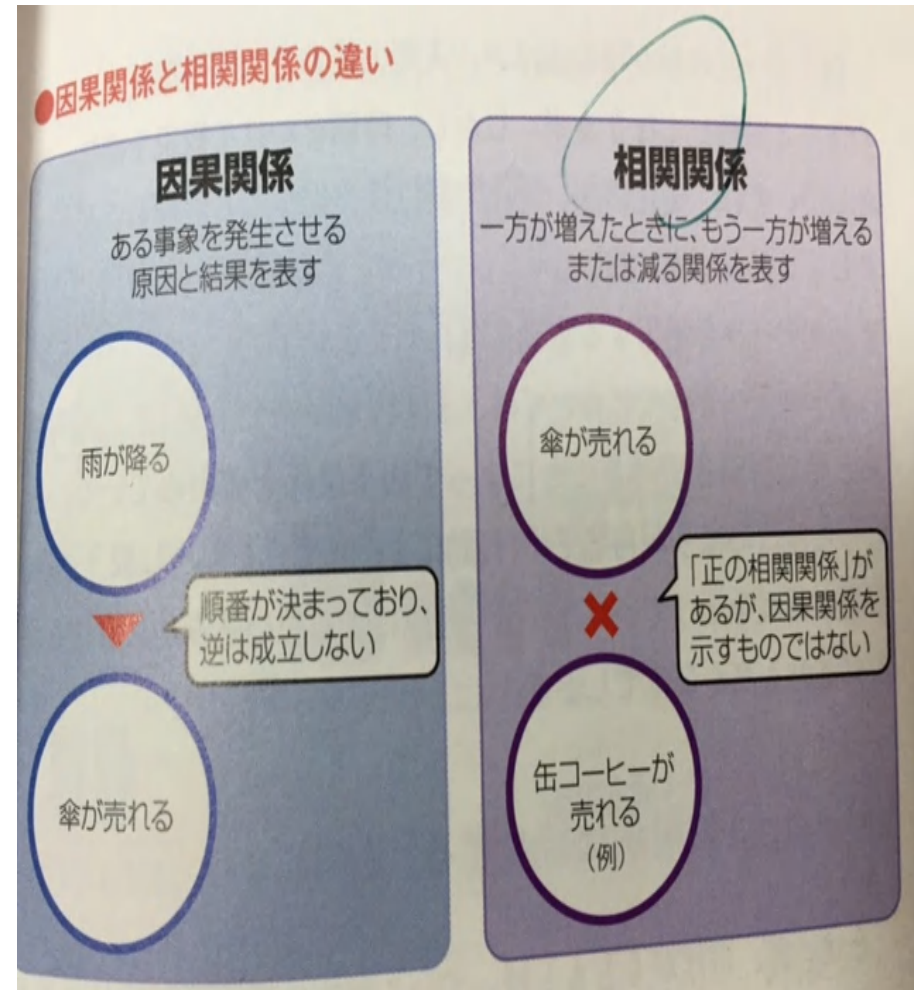 ●因果関係と相関関係の違い
因果関係
ある事象を発生させる
原因と結果を表す
雨が降る
順番が決まっており、
逆は成立しない
傘が売れる
相関関係
一方が増えたときに、もう一方が増える
または減る関係を表す
傘が売れる
「正の相関関係」が
あるが、因果関係を
示すものではない
缶コーヒーが
売れる
(例)